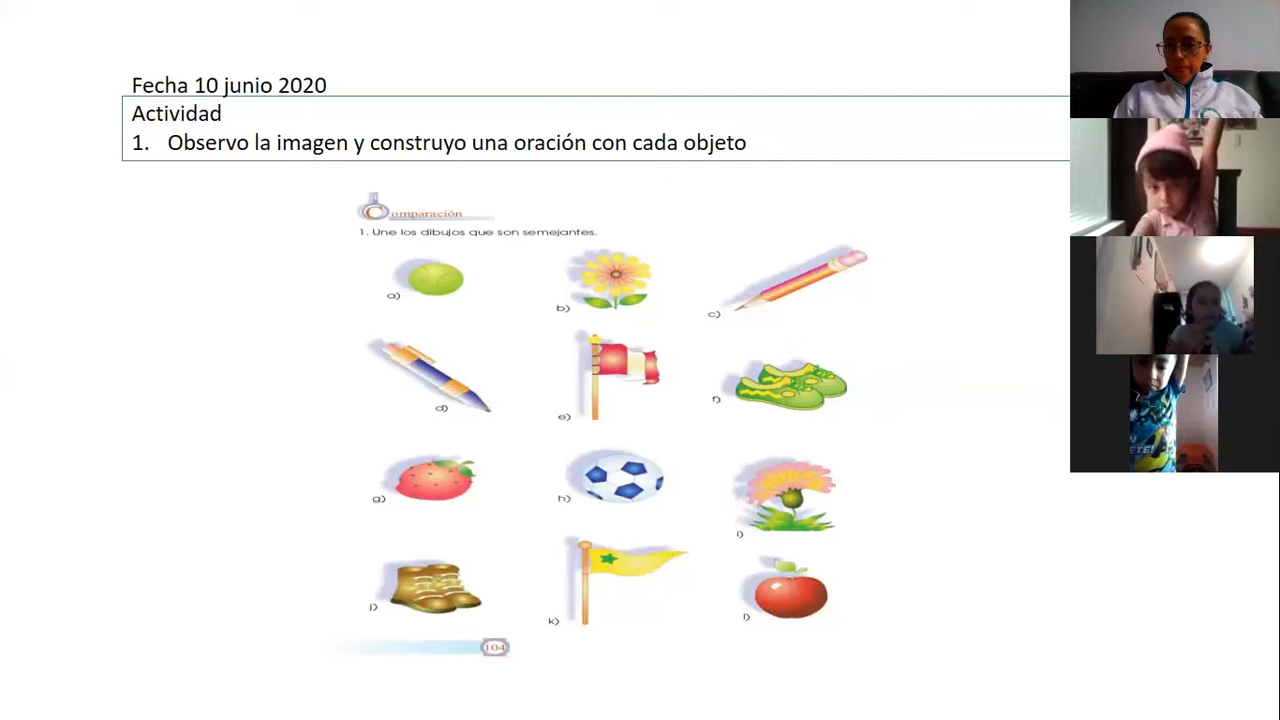 Fecha 10 junio 2020
Actividad
1. Observo la imagen y construyo una oración con cada objeto
Comparación
1. Une los dibujos que son semejantes.
a)
b)
c)
d)
e)
f)
g)
h)
i)
j)
k)
l)
104